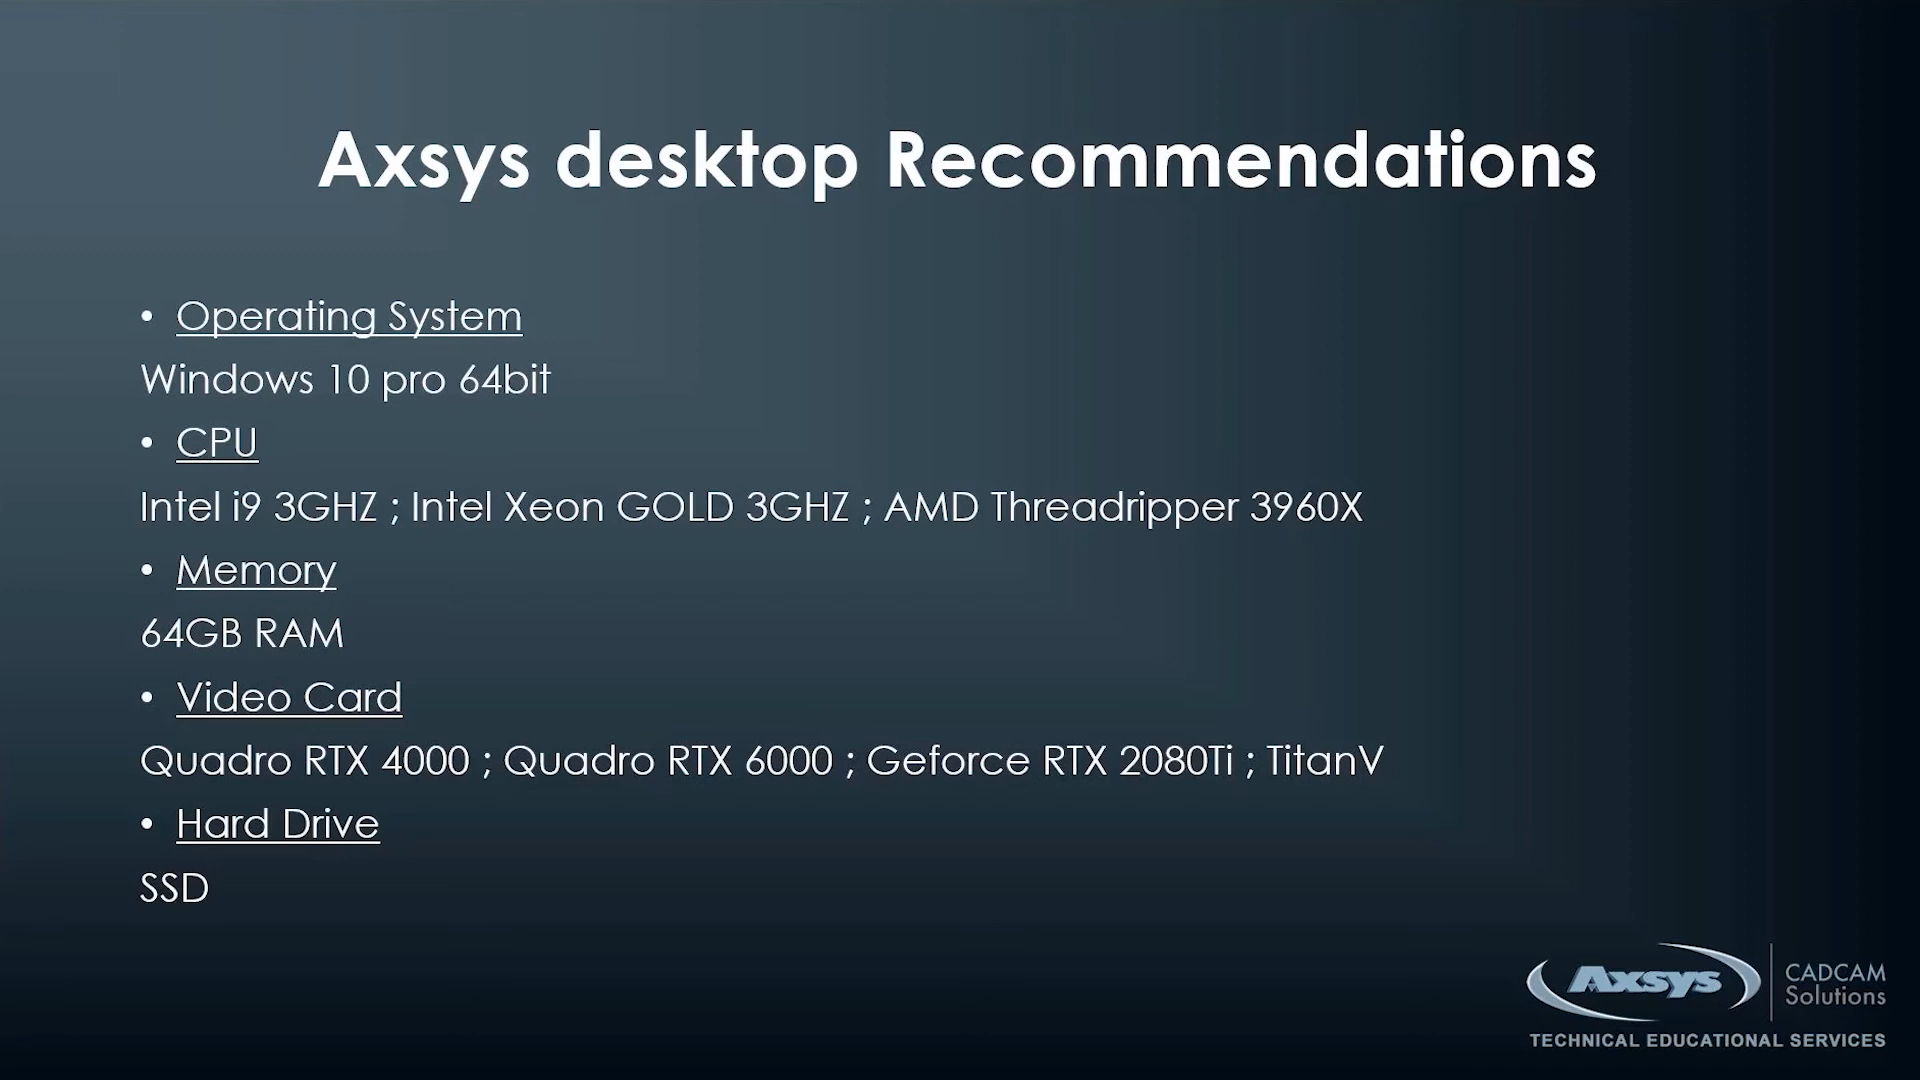 Axsys desktop Recommendations
• Operating System
Windows 10 pro 64bit
• CPU
Intel i9 3GHZ ; Intel Xeon GOLD 3GHZ ; AMD Threadripper 3960X
• Memory
64GB RAM
• Video Card
Quadro RTX 4000 ; Quadro RTX 6000 ; Geforce RTX 2080Ti ; TitanV
• Hard Drive
SSD
Axsys
CADCAM
Solutions
TECHNICAL EDUCATIONAL SERVICES